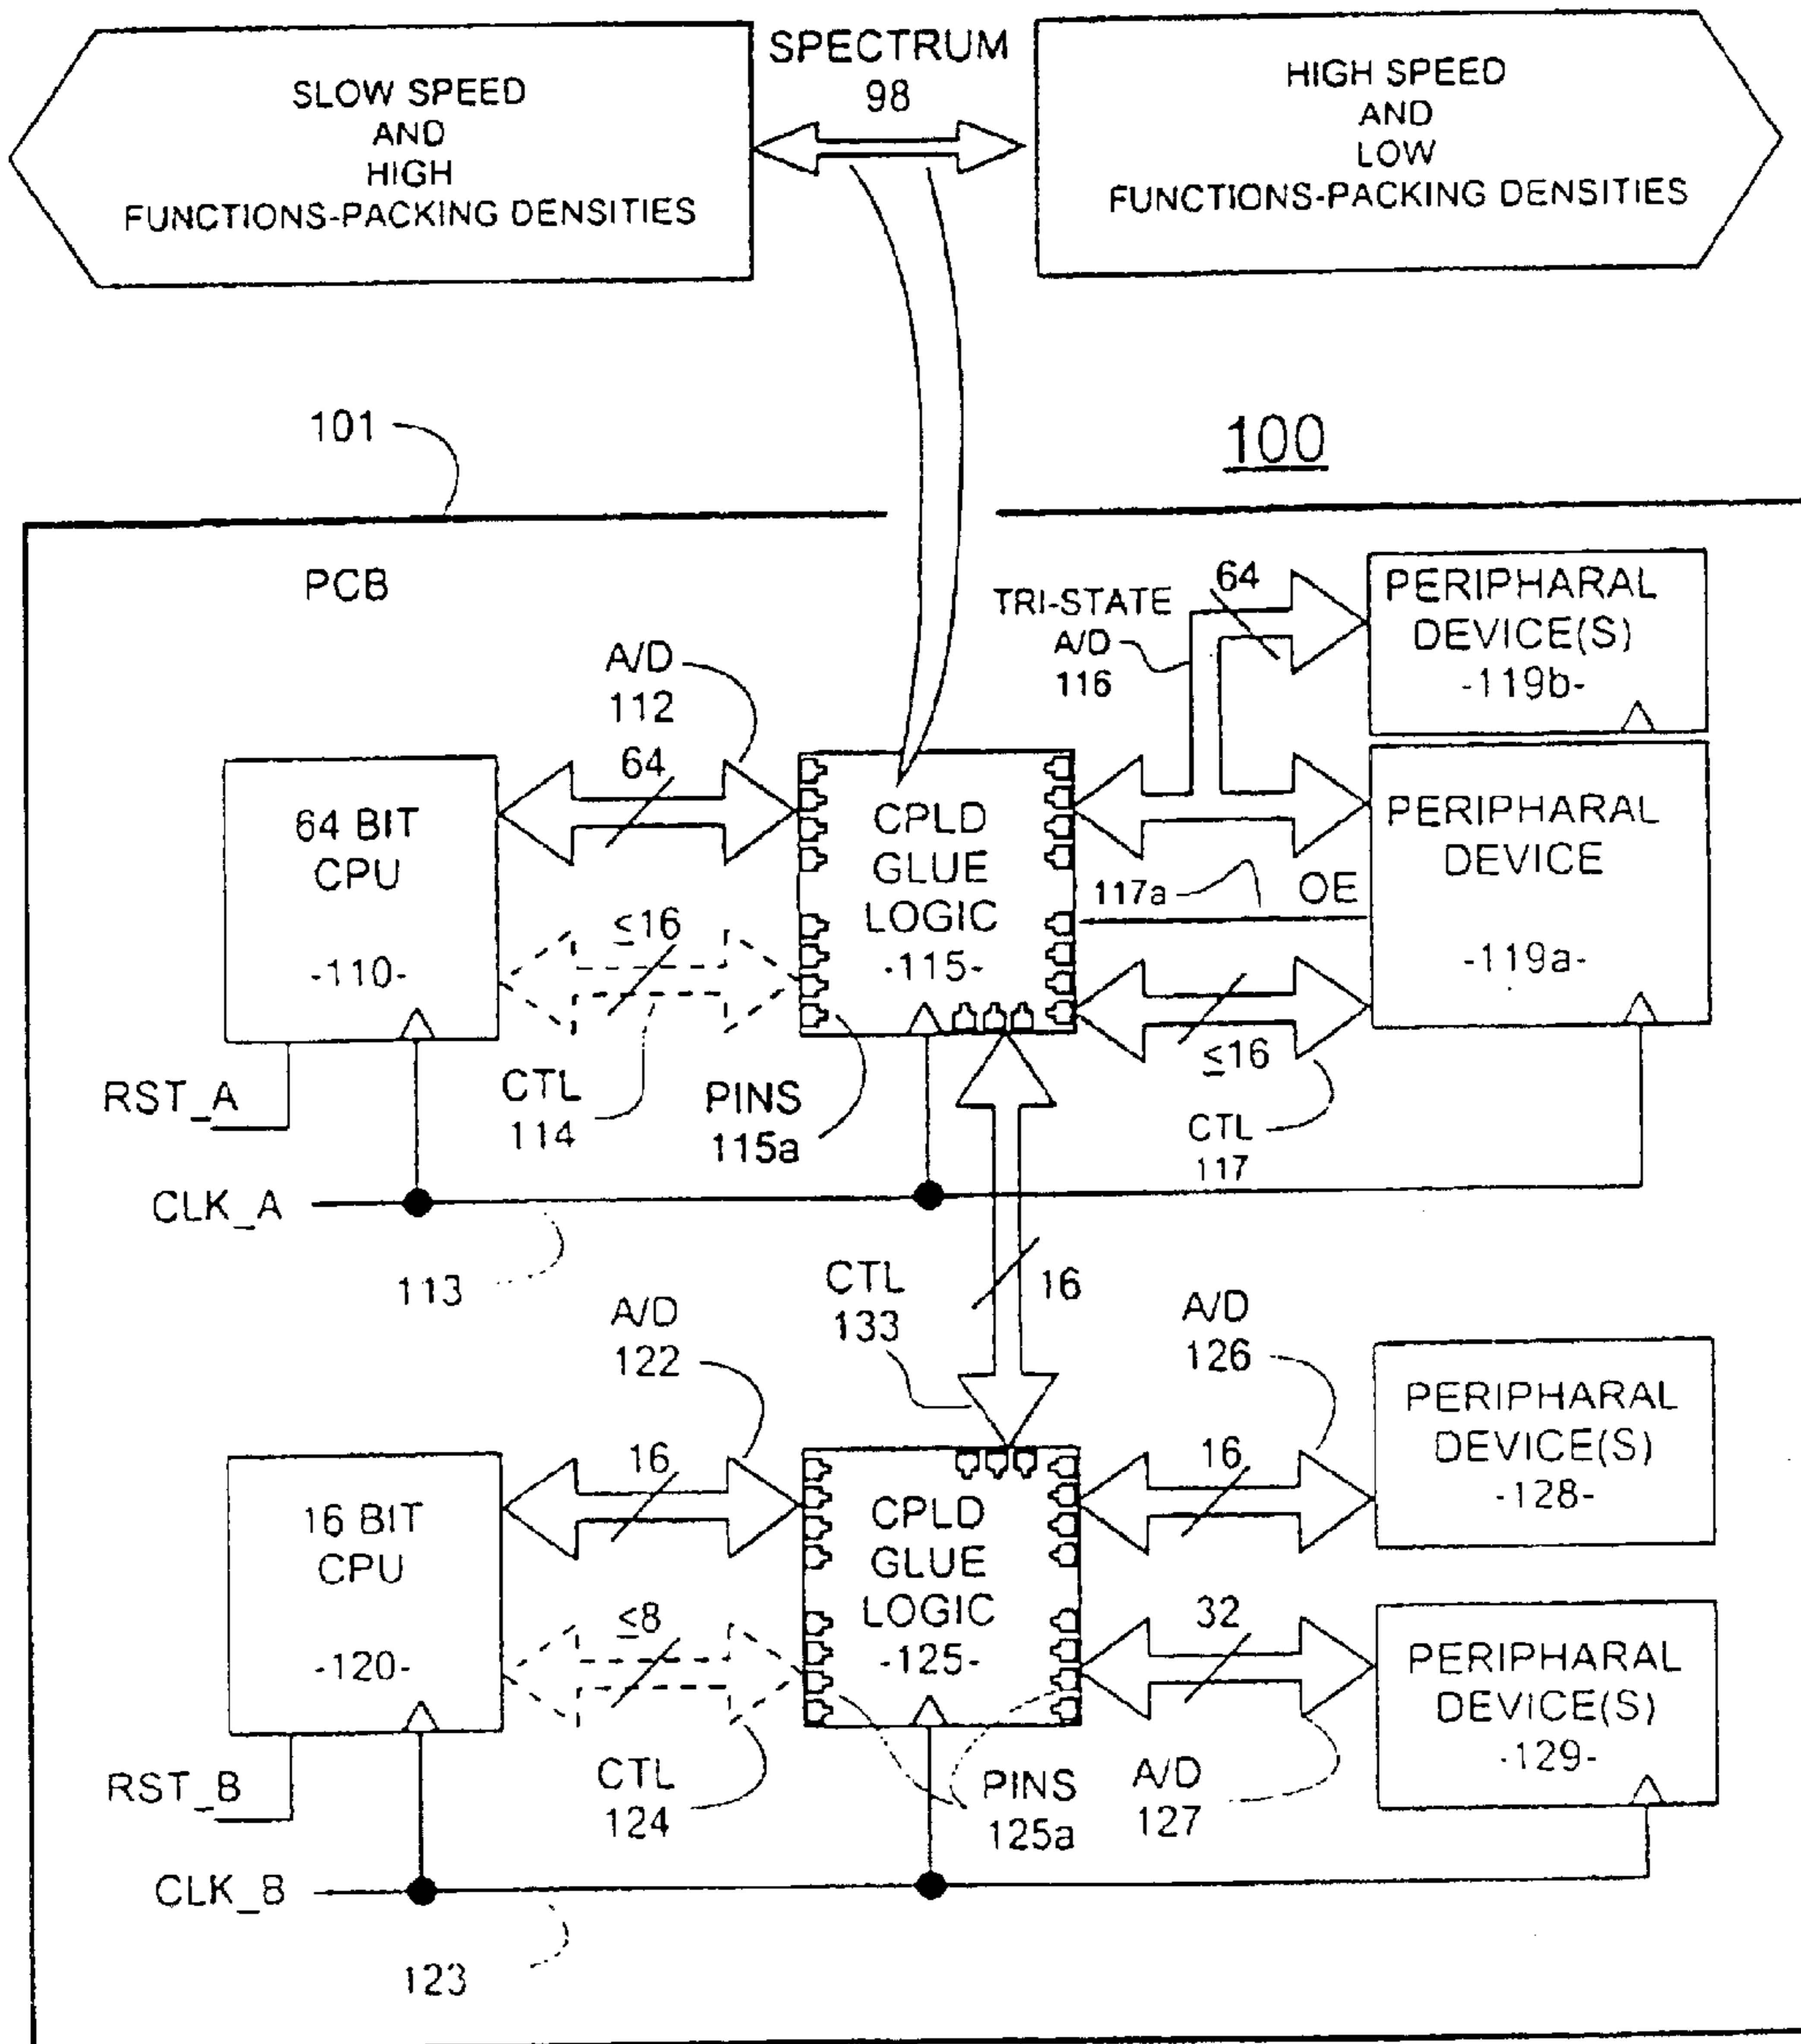 SLOW SPEED
AND
HIGH
FUNCTIONS-PACKING DENSITIES
SPECTRUM
98
HIGH SPEED
AND
LOW
FUNCTIONS-PACKING DENSITIES
101
100
PCB
A/D
112
64
64 BIT
CPU
-110-
≤16
CTL
114
RST_A
CLK_A
113
CPLD
GLUE
LOGIC
-115-
PINS
115a
TRI-STATE
A/D
116
64
PERIPHARAL
DEVICE(S)
-119b-
PERIPHARAL
DEVICE
-119a-
117a
OE
≤16
CTL
117
CTL
133
16
A/D
122
16
16 BIT
CPU
-120-
≤8
CTL
124
RST_B
CLK_B
123
CPLD
GLUE
LOGIC
-125-
PINS
125a
A/D
126
16
PERIPHARAL
DEVICE(S)
-128-
32
A/D
127
PERIPHARAL
DEVICE(S)
-129-